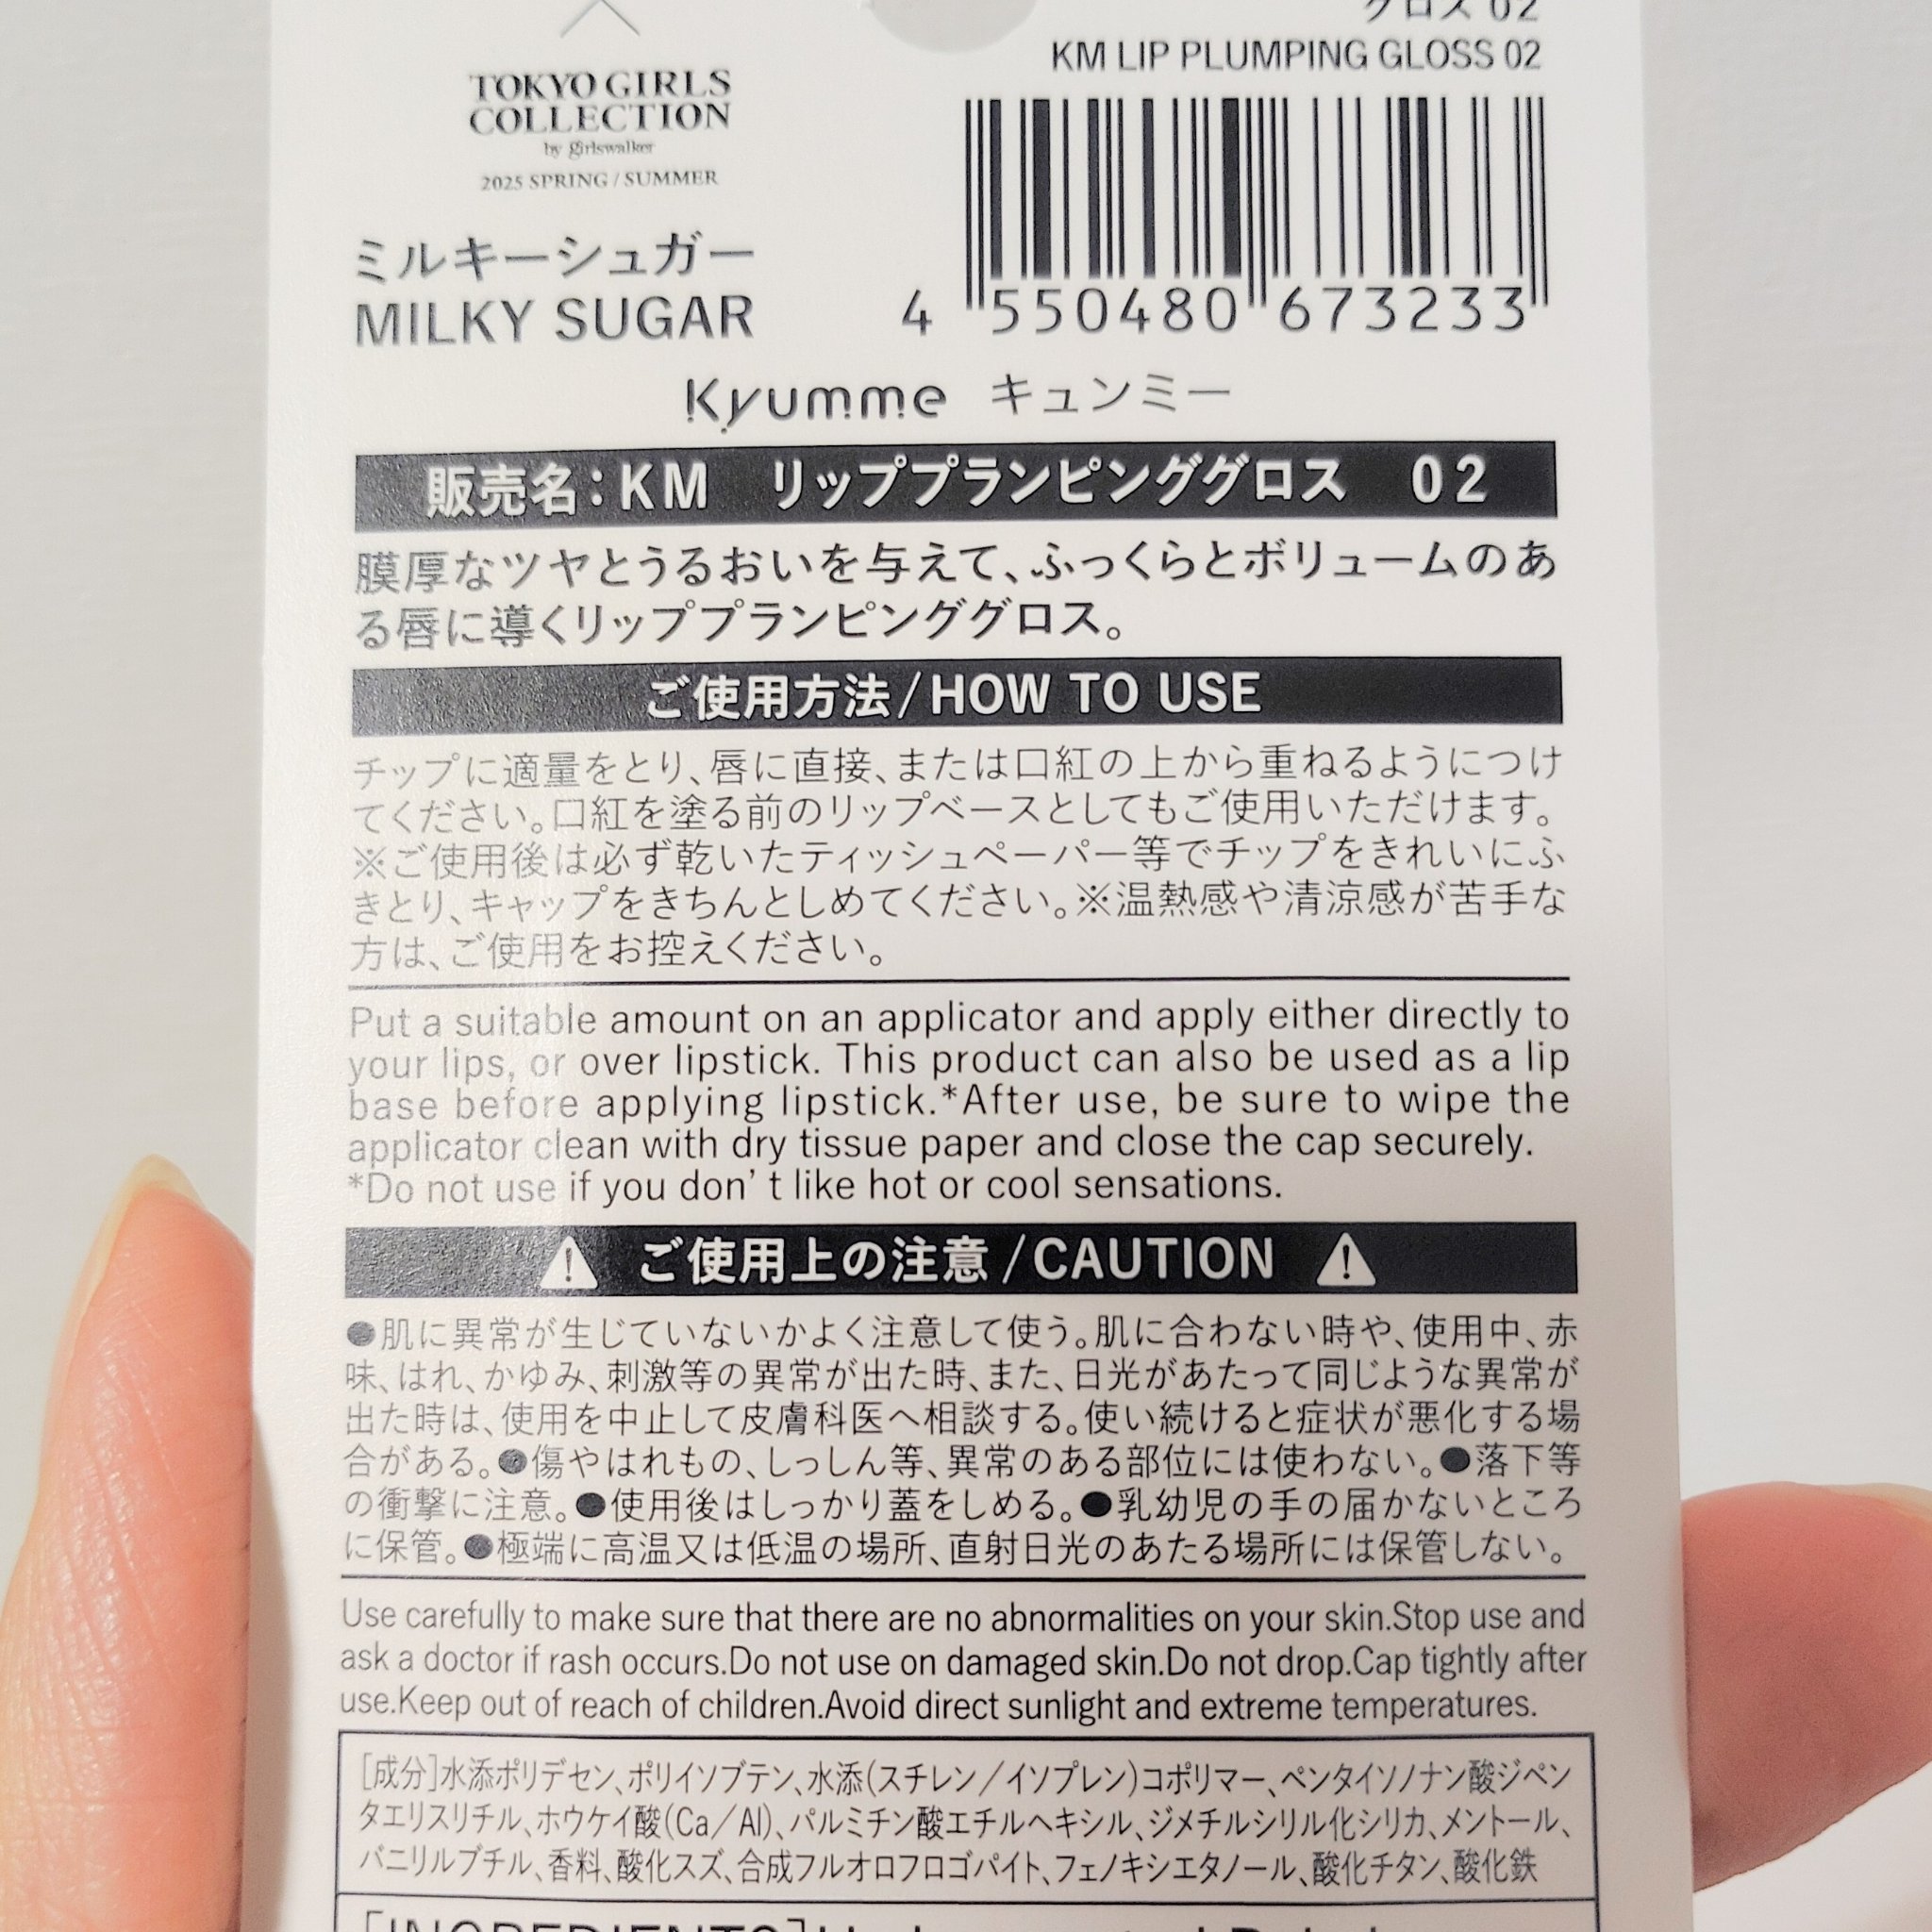 グロス 02
KM LIP PLUMPING GLOSS 02
TOKYO GIRLS
COLLECTION
by girlswalker
2025 SPRING / SUMMER
ミルキーシュガー
MILKY SUGAR
4 550480 673233
Kyumme キュンミー
販売名：KM リッププランピンググロス 02
膜厚なツヤとうるおいを与えて、ふっくらとボリュームのあ
る唇に導くリッププランピンググロス。
ご使用方法/HOW TO USE
チップに適量をとり、唇に直接、または口紅の上から重ねるようにつけ
てください。口紅を塗る前のリップベースとしてもご使用いただけます。
※ご使用後は必ず乾いたティッシュペーパー等でチップをきれいにふ
きとり、キャップをきちんとしめてください。※温熱感や清涼感が苦手な
方は、ご使用をお控えください。
Put a suitable amount on an applicator and apply either directly to
your lips, or over lipstick. This product can also be used as a lip
base before applying lipstick.*After use, be sure to wipe the
applicator clean with dry tissue paper and close the cap securely.
*Do not use if you don't like hot or cool sensations.
ご使用上の注意/CAUTION
●肌に異常が生じていないかよく注意して使う。肌に合わない時や、使用中、赤
味、はれ、かゆみ、刺激等の異常が出た時、また、日光があたって同じような異常が
出た時は、使用を中止して皮膚科医へ相談する。使い続けると症状が悪化する場
合がある。●傷やはれもの、しっしん等、異常のある部位には使わない。●落下等
の衝撃に注意。●使用後はしっかり蓋をしめる。●乳幼児の手の届かないところ
に保管。●極端に高温又は低温の場所、直射日光のあたる場所には保管しない。
Use carefully to make sure that there are no abnormalities on your skin.Stop use and
ask a doctor if rash occurs.Do not use on damaged skin.Do not drop.Cap tightly after
use.Keep out of reach of children.Avoid direct sunlight and extreme temperatures.
[成分]水添ポリデセン、ポリイソブテン、水添(スチレン／イソプレン)コポリマー、ペンタイソノナン酸ジペン
タエリスリチル、ホウケイ酸(Ca／Al)、パルミチン酸エチルヘキシル、ジメチルシリル化シリカ、メントール、
バニリルブチル、香料、酸化スズ、合成フルオロフロゴパイト、フェノキシエタノール、酸化チタン、酸化鉄